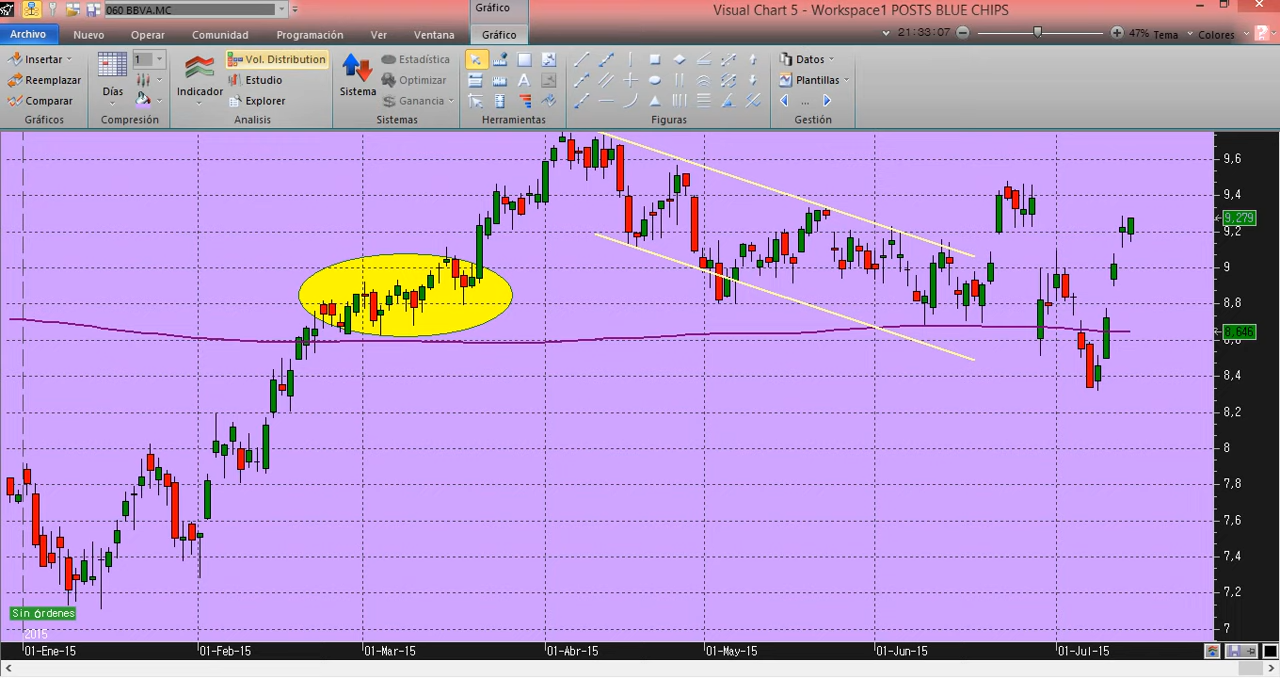 060 BBVA.MC
Gráfico
Visual Chart 5 - Workspace1 POSTS BLUE CHIPS
Archivo Nuevo Operar Comunidad Programación Ver Ventana Gráfico
21:33:07 47% Tema Colores
Insertar
Reemplazar
Comparar
Gráficos
1
Días
Compresión
Indicador
Vol. Distribution
Estudio
Explorer
Analisis
Sistema
Estadística
Optimizar
Ganancia
Sistemas
A
Herramientas
Figuras
Datos
Plantillas
...
Gestión
9,6
9,4
9,279
9,2
9
8,8
8,646
8,4
8,2
8
7,8
7,6
7,4
7,2
7
Sin órdenes
2015
01-Ene-15 01-Feb-15 01-Mar-15 01-Abr-15 01-May-15 01-Jun-15 01-Jul-15